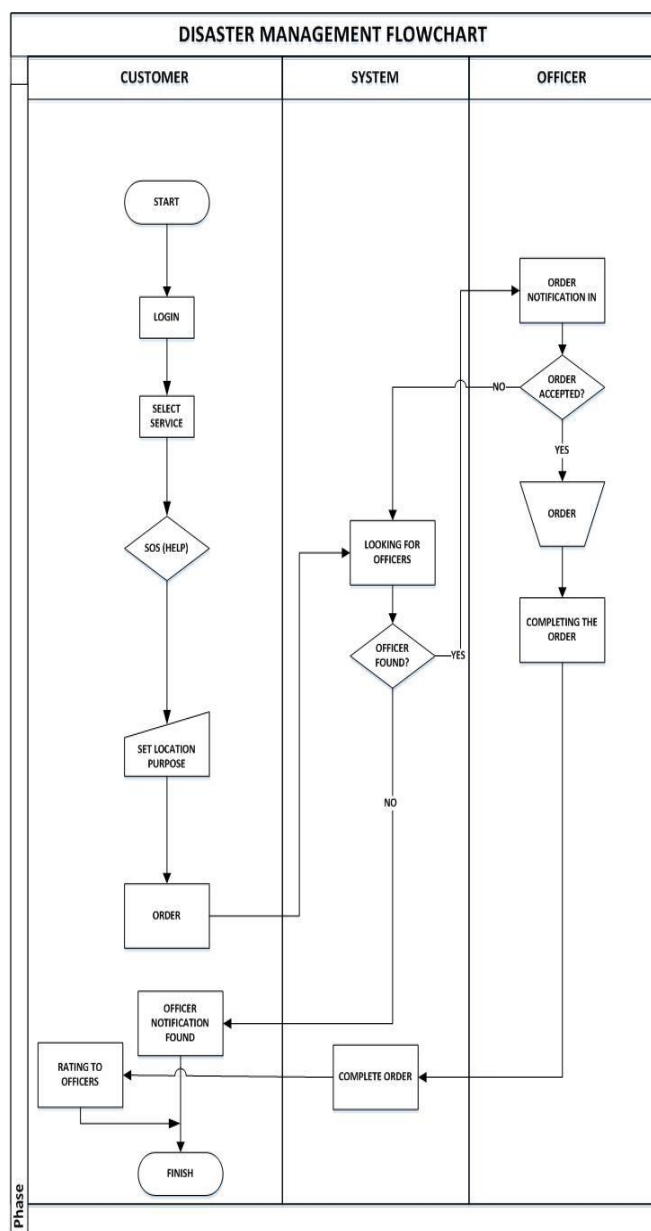 DISASTER MANAGEMENT FLOWCHART
CUSTOMER
SYSTEM
OFFICER
START
LOGIN
SELECT
SERVICE
SOS (HELP)
SET LOCATION
PURPOSE
ORDER
OFFICER
NOTIFICATION
FOUND
RATING TO
OFFICERS
FINISH
LOOKING FOR
OFFICERS
OFFICER
FOUND?
YES
NO
COMPLETE ORDER
ORDER
NOTIFICATION IN
ORDER
ACCEPTED?
NO
YES
ORDER
COMPLETING THE
ORDER
Phase